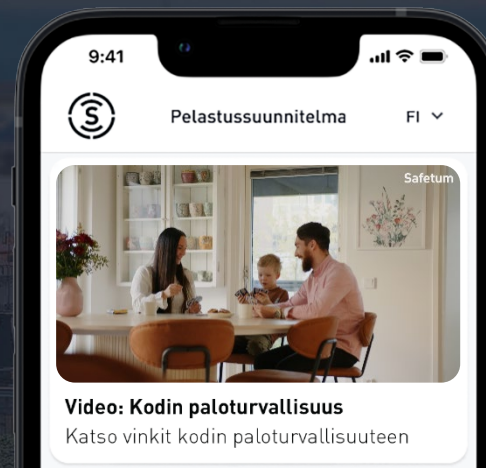 9:41
S
Pelastussuunnitelma
FI
Safetum
Video: Kodin paloturvallisuus
Katso vinkit kodin paloturvallisuuteen